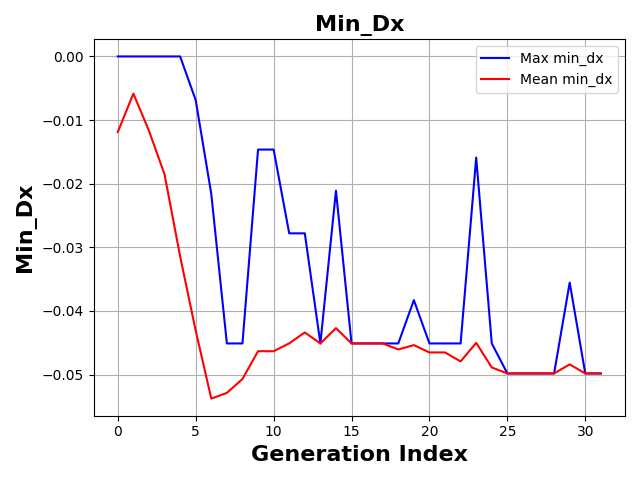 Min_Dx
Max min_dx
Mean min_dx
Min_Dx
0.00
−0.01
−0.02
−0.03
−0.04
−0.05
0 5 10 15 20 25 30
Generation Index